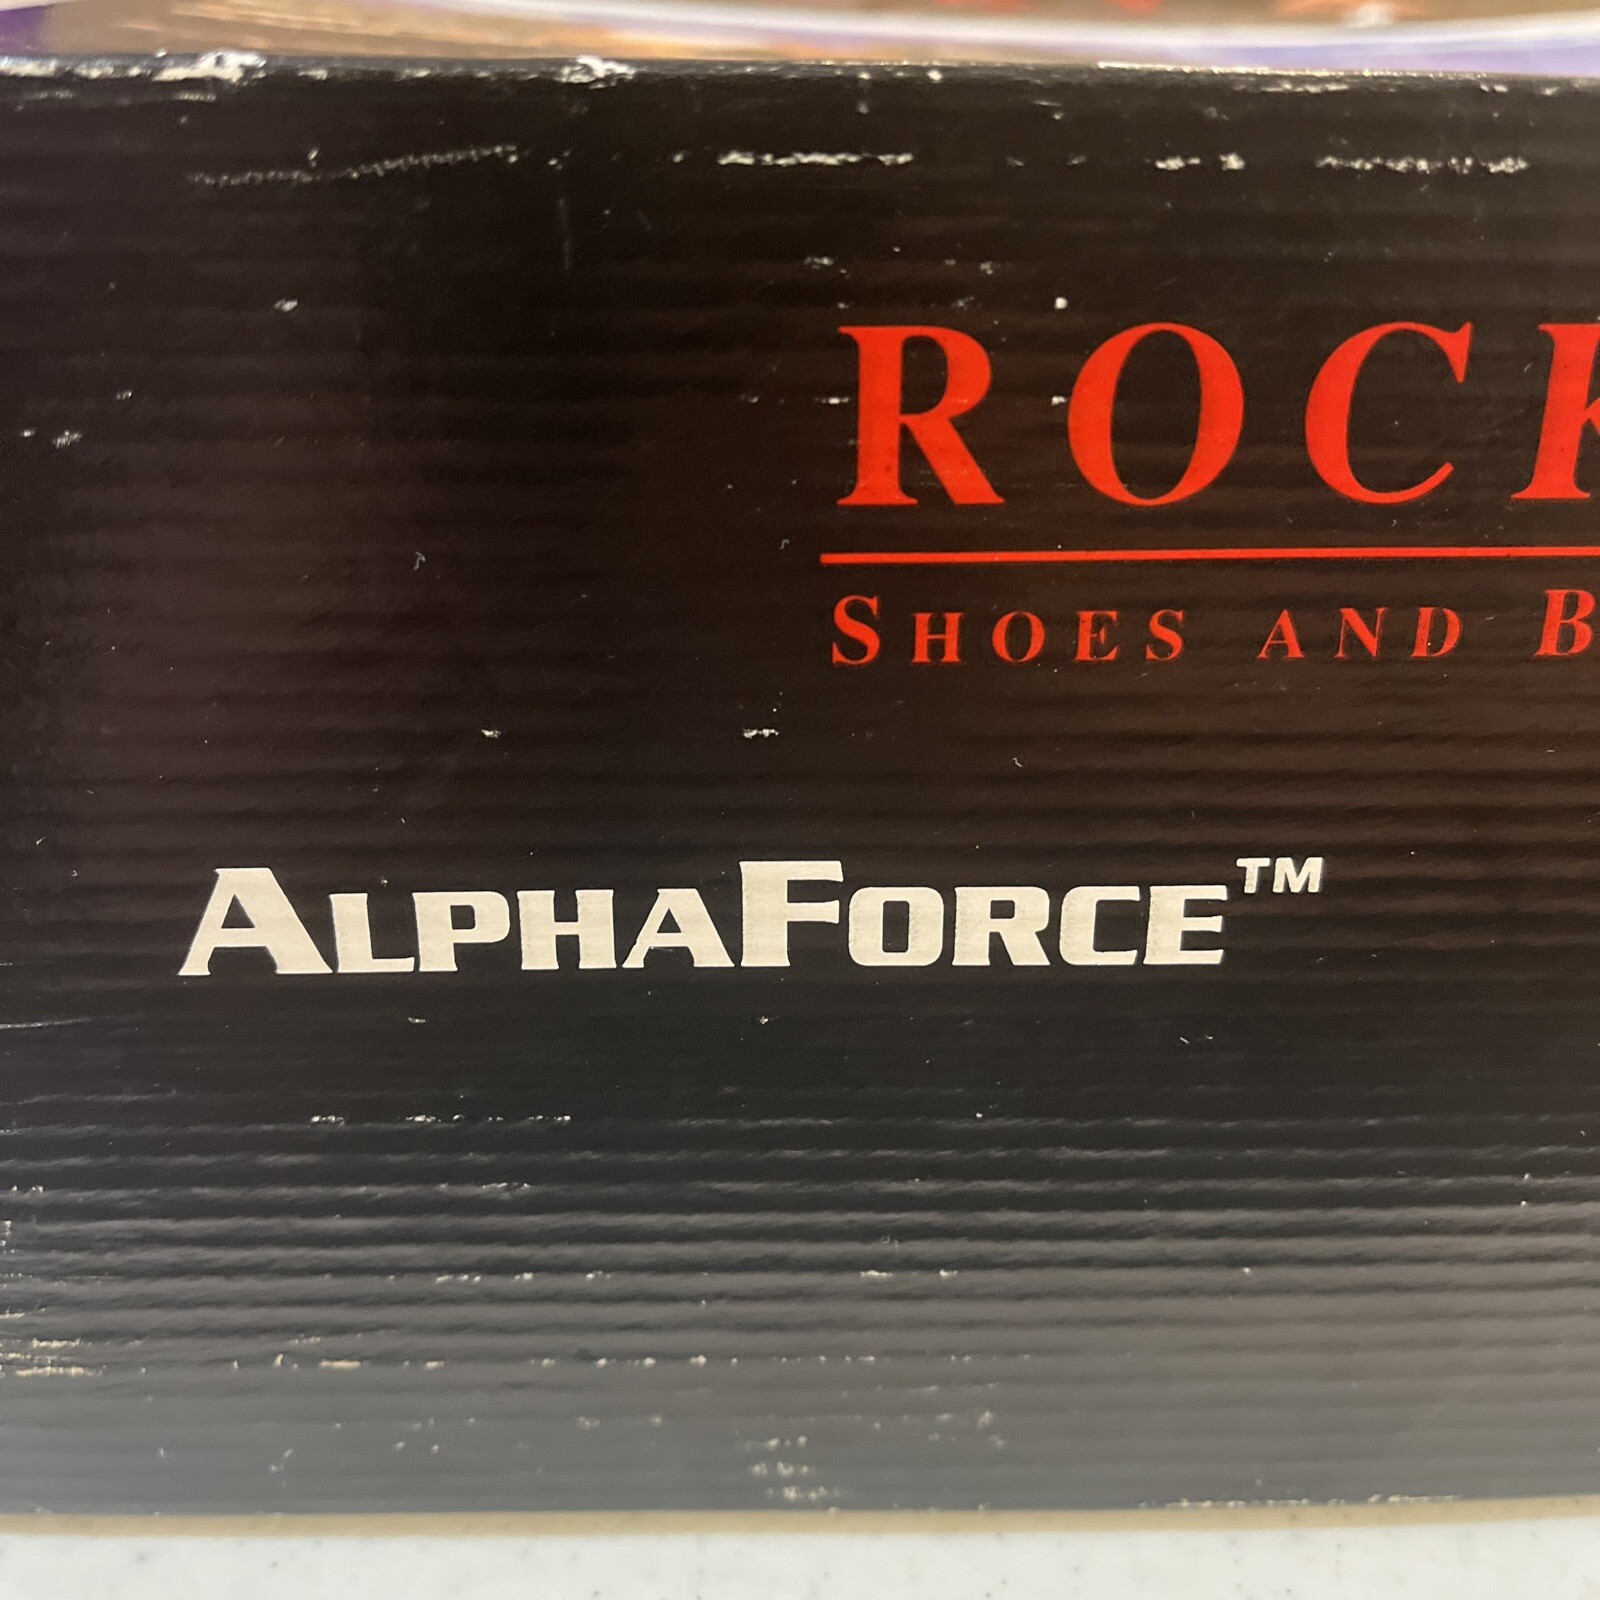 ROCK
SHOES AND B
ALPHAFORCE™